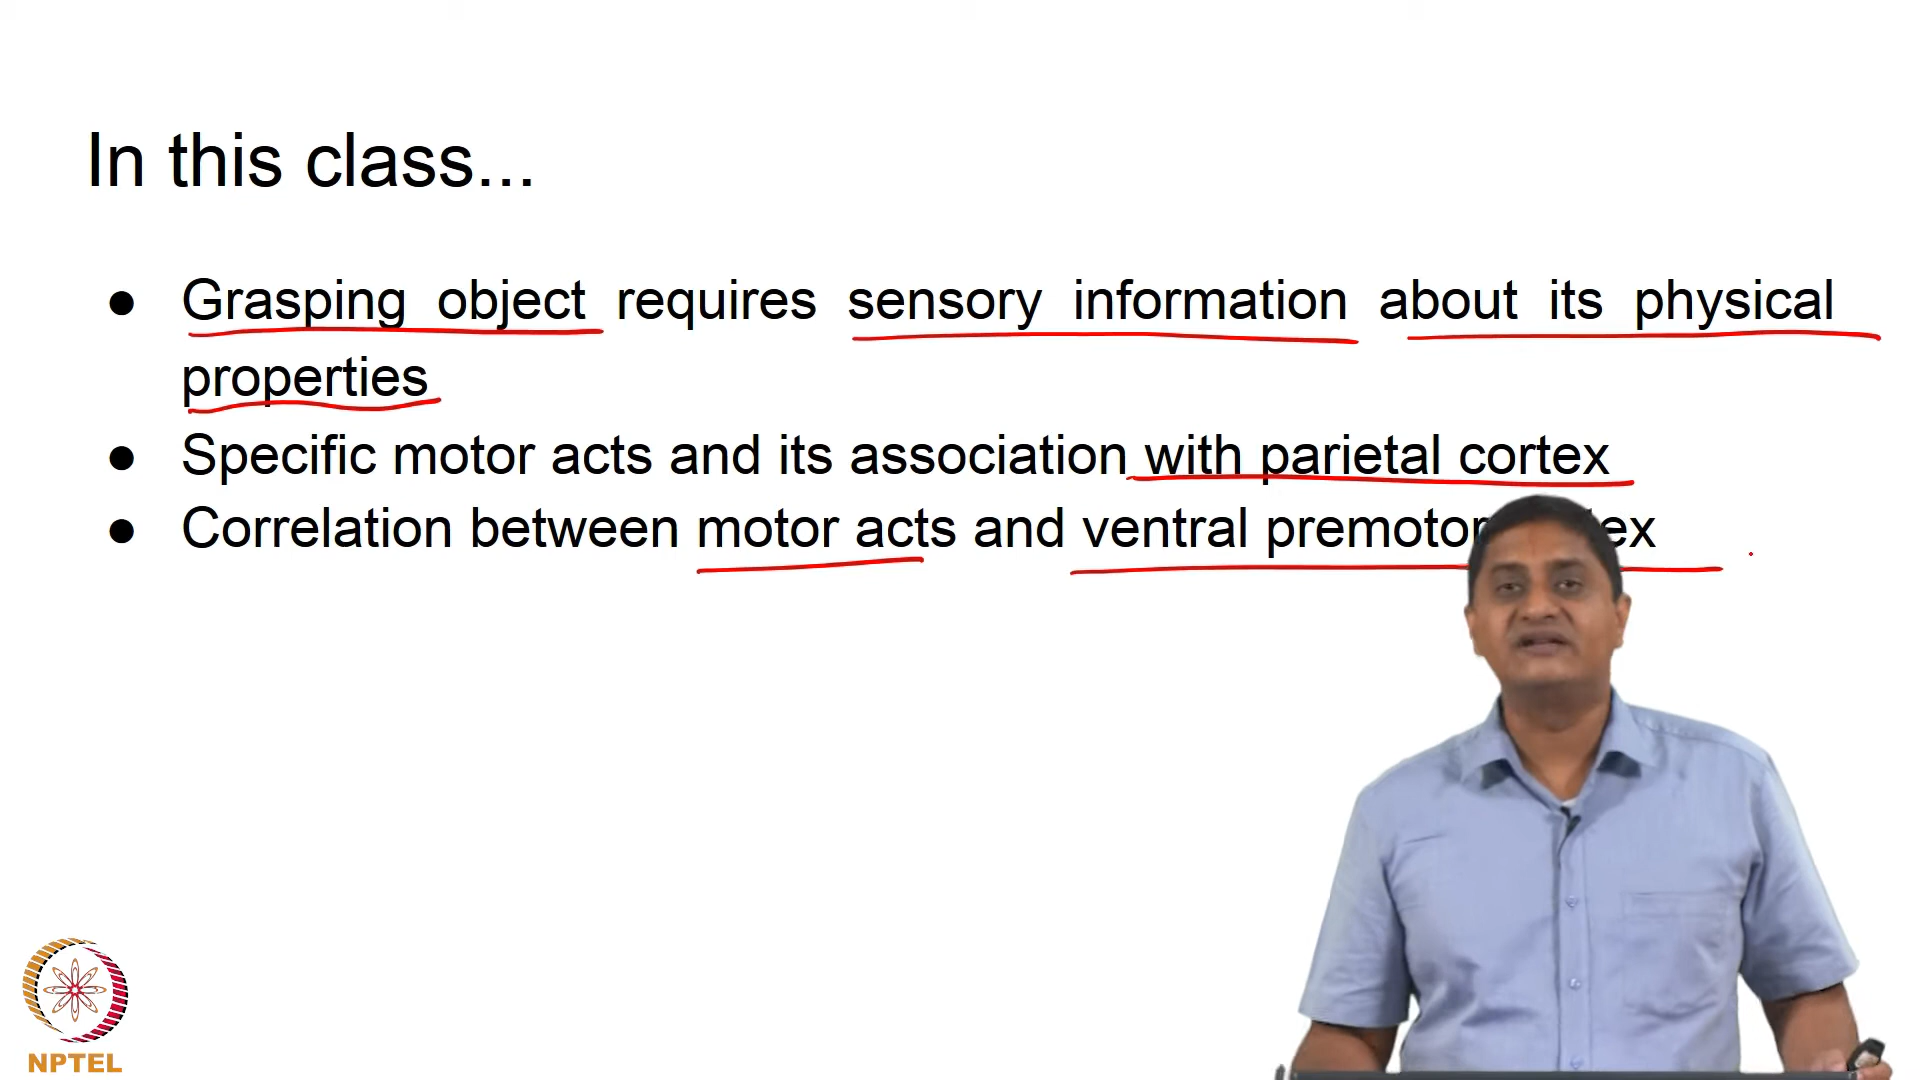 In this class...
● Grasping object requires sensory information about its physical
properties
● Specific motor acts and its association with parietal cortex
● Correlation between motor acts and ventral premotor
NPTEL